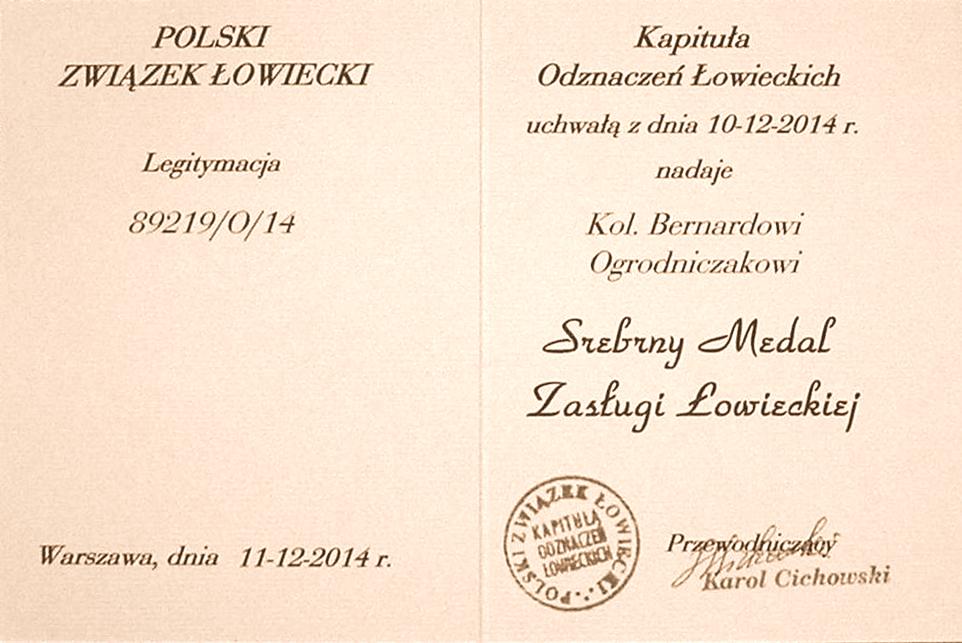 POLSKI
ZWIĄZEK ŁOWIECKI
Legitymacja
89219/O/14
Warszawa, dnia 11-12-2014 r.
Kapituła
Odznaczeń Łowieckich
uchwałą z dnia 10-12-2014 r.
nadaje
Kol. Bernardowi
Ogrodniczakowi
Srebrny Medal
Zasługi Łowieckiej
POLSKI ZWIĄZEK ŁOWIECKI
KAPITUŁA
ODZNACZEŃ
ŁOWIECKICH
Przewodniczący
Karol Cichowski